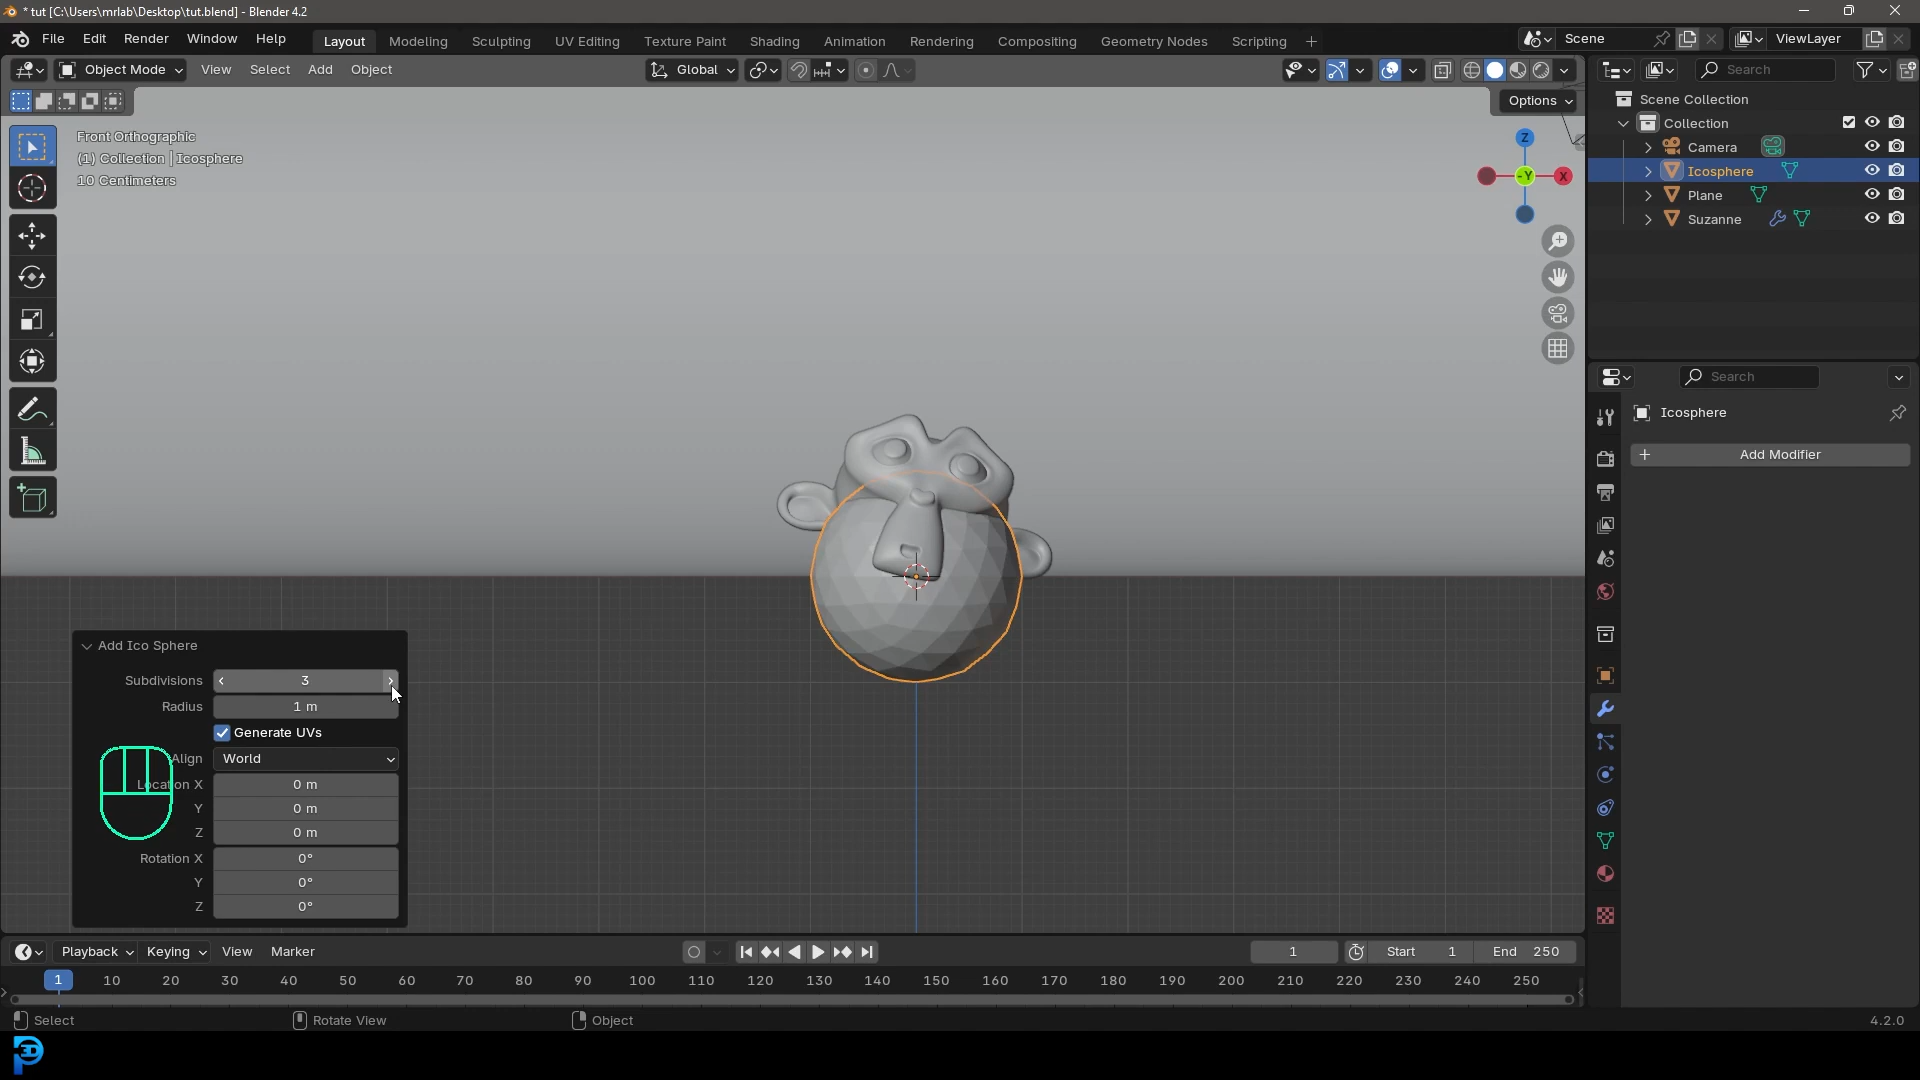 * tut [C:\Users\mrlab\Desktop\tut.blend] - Blender 4.2
File Edit Render Window Help Layout Modeling Sculpting UV Editing Texture Paint Shading Animation Rendering Compositing Geometry Nodes Scripting + Scene ViewLayer
Object Mode View Select Add Object Global Search
Options
Front Orthographic
(1) Collection | Icosphere
10 Centimeters
Z
-Y
X
Scene Collection
Collection
Camera
Icosphere
Plane
Suzanne
Search
Icosphere
+ Add Modifier
Add Ico Sphere
Subdivisions 3
Radius 1 m
Generate UVs
Align World
Location X 0 m
Y 0 m
Z 0 m
Rotation X 0°
Y 0°
Z 0°
Playback Keying View Marker 1 Start 1 End 250
1 10 20 30 40 50 60 70 80 90 100 110 120 130 140 150 160 170 180 190 200 210 220 230 240 250
Select Rotate View Object 4.2.0